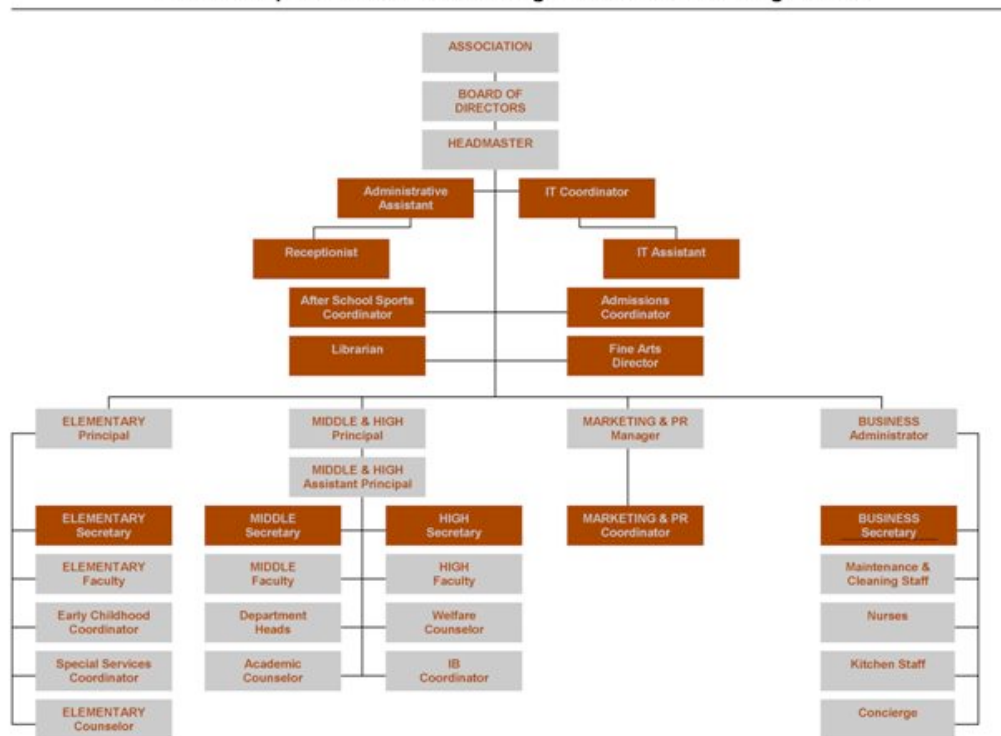 ASSOCIATION
BOARD OF
DIRECTORS
HEADMASTER
Administrative
Assistant
IT Coordinator
Receptionist
IT Assistant
After School Sports
Coordinator
Admissions
Coordinator
Librarian
Fine Arts
Director
ELEMENTARY
Principal
MIDDLE & HIGH
Principal
MARKETING & PR
Manager
BUSINESS
Administrator
MIDDLE & HIGH
Assistant Principal
ELEMENTARY
Secretary
MIDDLE
Secretary
HIGH
Secretary
MARKETING & PR
Coordinator
BUSINESS
Secretary
ELEMENTARY
Faculty
MIDDLE
Faculty
HIGH
Faculty
Maintenance &
Cleaning Staff
Early Childhood
Coordinator
Department
Heads
Welfare
Counselor
Nurses
Special Services
Coordinator
Academic
Counselor
IB
Coordinator
Kitchen Staff
ELEMENTARY
Counselor
Concierge